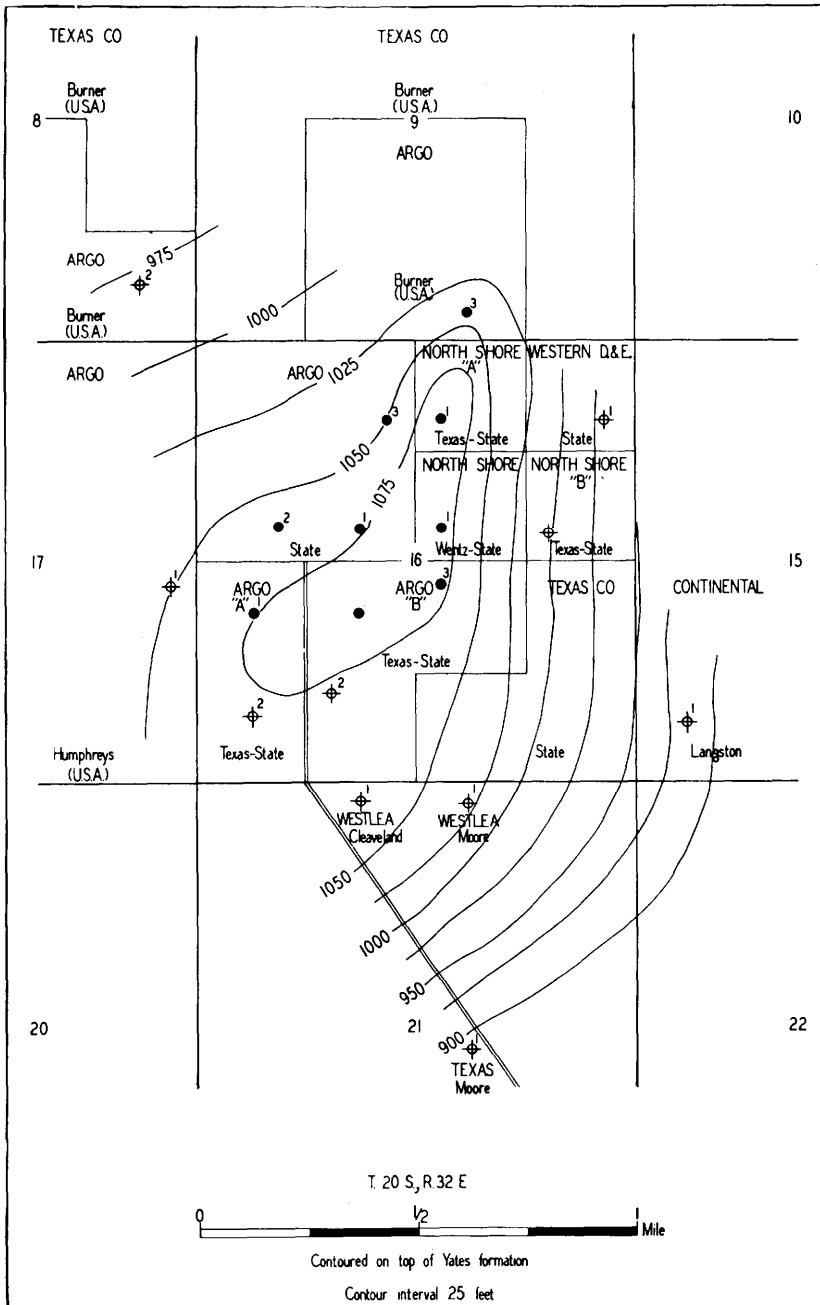 TEXAS CO
TEXAS CO
Burner
(U.S.A.)
Burner
(U.S.A.)
8
9
10
ARGO
ARGO
975
2
Burner
(U.S.A.)
1000
Burner
(U.S.A.)
3
ARGO
ARGO
1025
NORTH SHORE
"A"
WESTERN D.&E.
3
1
1
Texas-State
State
1050
1075
NORTH SHORE
NORTH SHORE
"B"
2
1
1
State
Wentz-State
Texas-State
17
16
15
1
ARGO
"A"
1
ARGO
"B"
3
TEXAS CO
CONTINENTAL
Texas-State
2
2
1
Humphreys
(U.S.A.)
Texas-State
State
Langston
1
1
WESTLEA
Cleaveland
WESTLEA
Moore
1050
1000
950
900
20
21
22
1
TEXAS
Moore
T. 20 S., R. 32 E
0
1/2
1
Mile
Contoured on top of Yates formation
Contour interval 25 feet